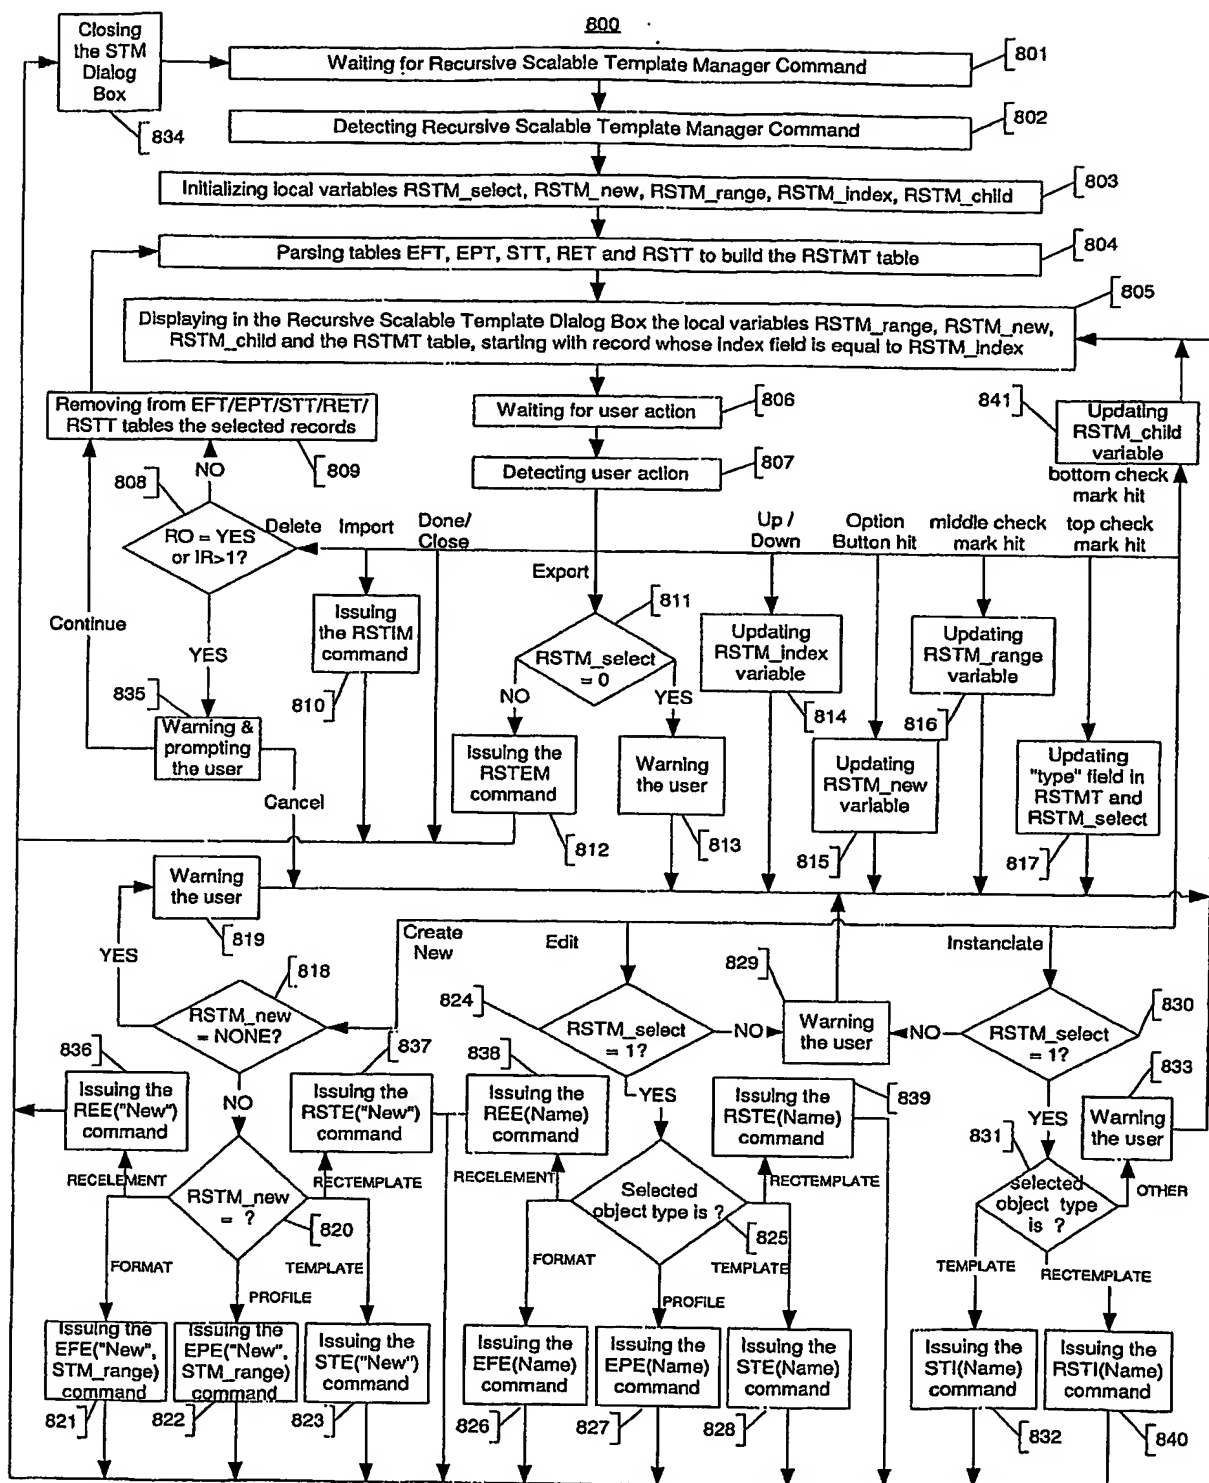 800
Closing
the STM
Dialog
Box
834
Waiting for Recursive Scalable Template Manager Command
801
Detecting Recursive Scalable Template Manager Command
802
Initializing local variables RSTM_select, RSTM_new, RSTM_range, RSTM_index, RSTM_child
803
Parsing tables EFT, EPT, STT, RET and RSTT to build the RSTMT table
804
805
Displaying in the Recursive Scalable Template Dialog Box the local variables RSTM_range, RSTM_new,
RSTM_child and the RSTMT table, starting with record whose index field is equal to RSTM_index
Removing from EFT/EPT/STT/RET/
RSTT tables the selected records
809
Waiting for user action
806
Detecting user action
807
841
Updating
RSTM_child
variable
bottom check
mark hit
NO
808
RO = YES
or IR>1?
Delete
Import
Done/
Close
Export
Up /
Down
Option
Button hit
middle check
mark hit
top check
mark hit
Continue
YES
835
Warning &
prompting
the user
Cancel
Issuing
the RSTIM
command
810
811
RSTM_select
= 0
NO
YES
Issuing the
RSTEM
command
812
Warning
the user
813
Updating
RSTM_index
variable
814
Updating
RSTM_new
variable
815
Updating
RSTM_range
variable
816
Updating
"type" field in
RSTMT and
RSTM_select
817
Warning
the user
819
YES
Create
New
Edit
Instanciate
818
RSTM_new
= NONE?
NO
824
RSTM_select
= 1?
NO
YES
829
Warning
the user
NO
RSTM_select
= 1?
830
YES
833
Warning
the user
836
Issuing the
REE("New")
command
RECELEMENT
837
Issuing the
RSTE("New")
command
RECTEMPLATE
838
Issuing the
REE(Name)
command
RECELEMENT
839
Issuing the
RSTE(Name)
command
RECTEMPLATE
RSTM_new
= ?
820
FORMAT
PROFILE
TEMPLATE
Selected
object type is ?
825
FORMAT
PROFILE
TEMPLATE
831
selected
object type
is ?
OTHER
TEMPLATE
RECTEMPLATE
Issuing the
EFE("New",
STM_range)
command
821
Issuing the
EPE("New",
STM_range)
command
822
Issuing the
STE("New")
command
823
Issuing the
EFE(Name)
command
826
Issuing the
EPE(Name)
command
827
Issuing the
STE(Name)
command
828
Issuing the
STI(Name)
command
832
Issuing the
RSTI(Name)
command
840